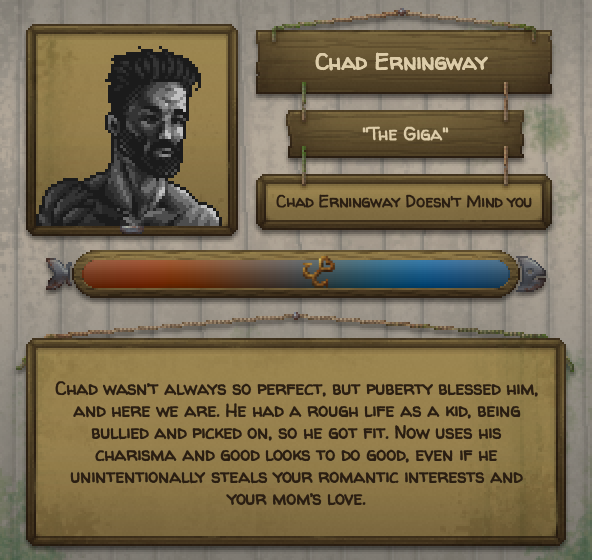 Chad Erningway
"The Giga"
Chad Erningway Doesn't Mind you
Chad wasn't always so perfect, but puberty blessed him,
and here we are. He had a rough life as a kid, being
bullied and picked on, so he got fit. Now uses his
charisma and good looks to do good, even if he
unintentionally steals your romantic interests and
your mom's love.